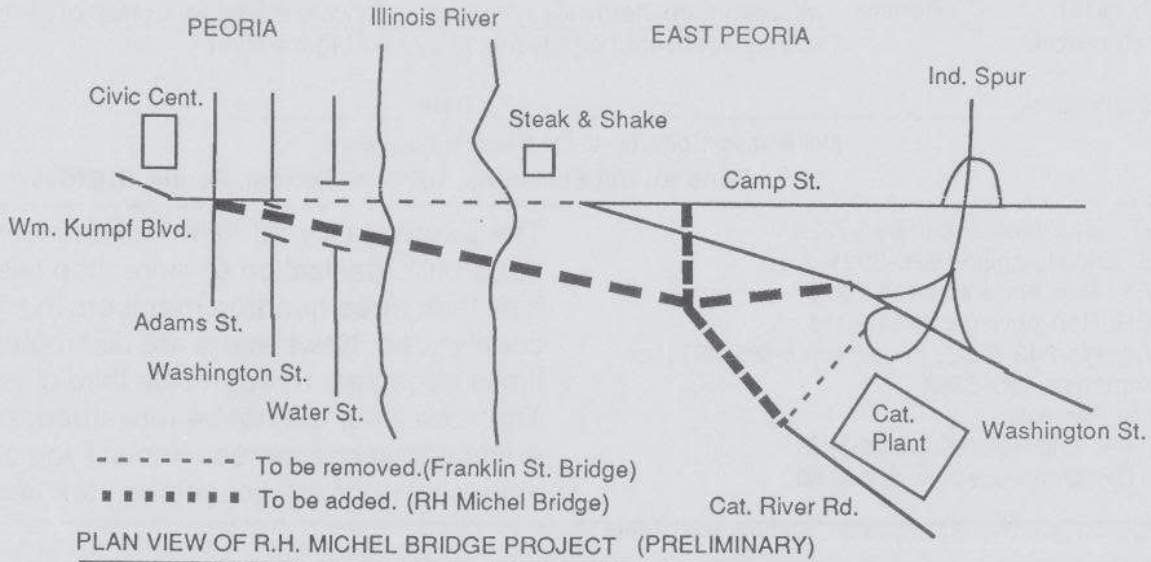 PEORIA
Illinois River
EAST PEORIA
Ind. Spur
Civic Cent.
Steak & Shake
Camp St.
Wm. Kumpf Blvd.
Adams St.
Washington St.
Water St.
Cat.
Plant
Washington St.
To be removed.(Franklin St. Bridge)
To be added. (RH Michel Bridge)
Cat. River Rd.
PLAN VIEW OF R.H. MICHEL BRIDGE PROJECT (PRELIMINARY)